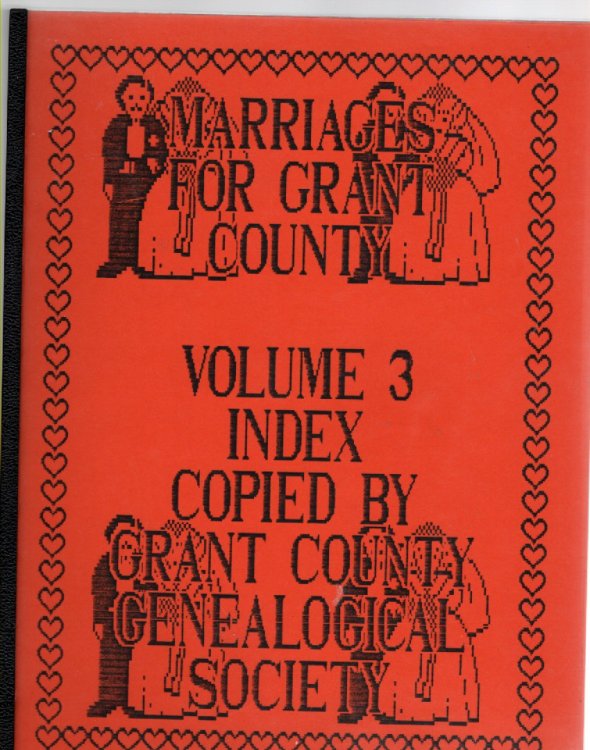 MARRIAGES
FOR GRANT
COUNTY
VOLUME 3
INDEX
COPIED BY
GRANT COUNTY
GENEALOGICAL
SOCIETY